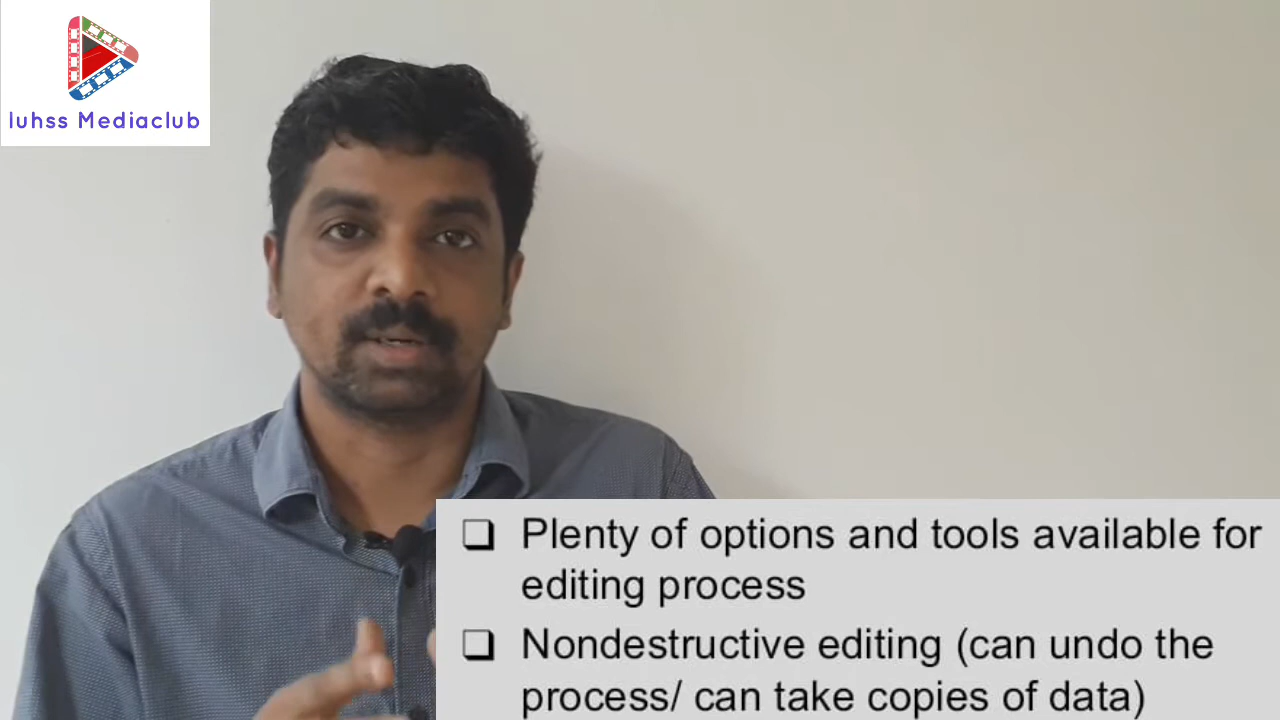 luhss Mediaclub
❑ Plenty of options and tools available for
editing process
❑ Nondestructive editing (can undo the
process/ can take copies of data)